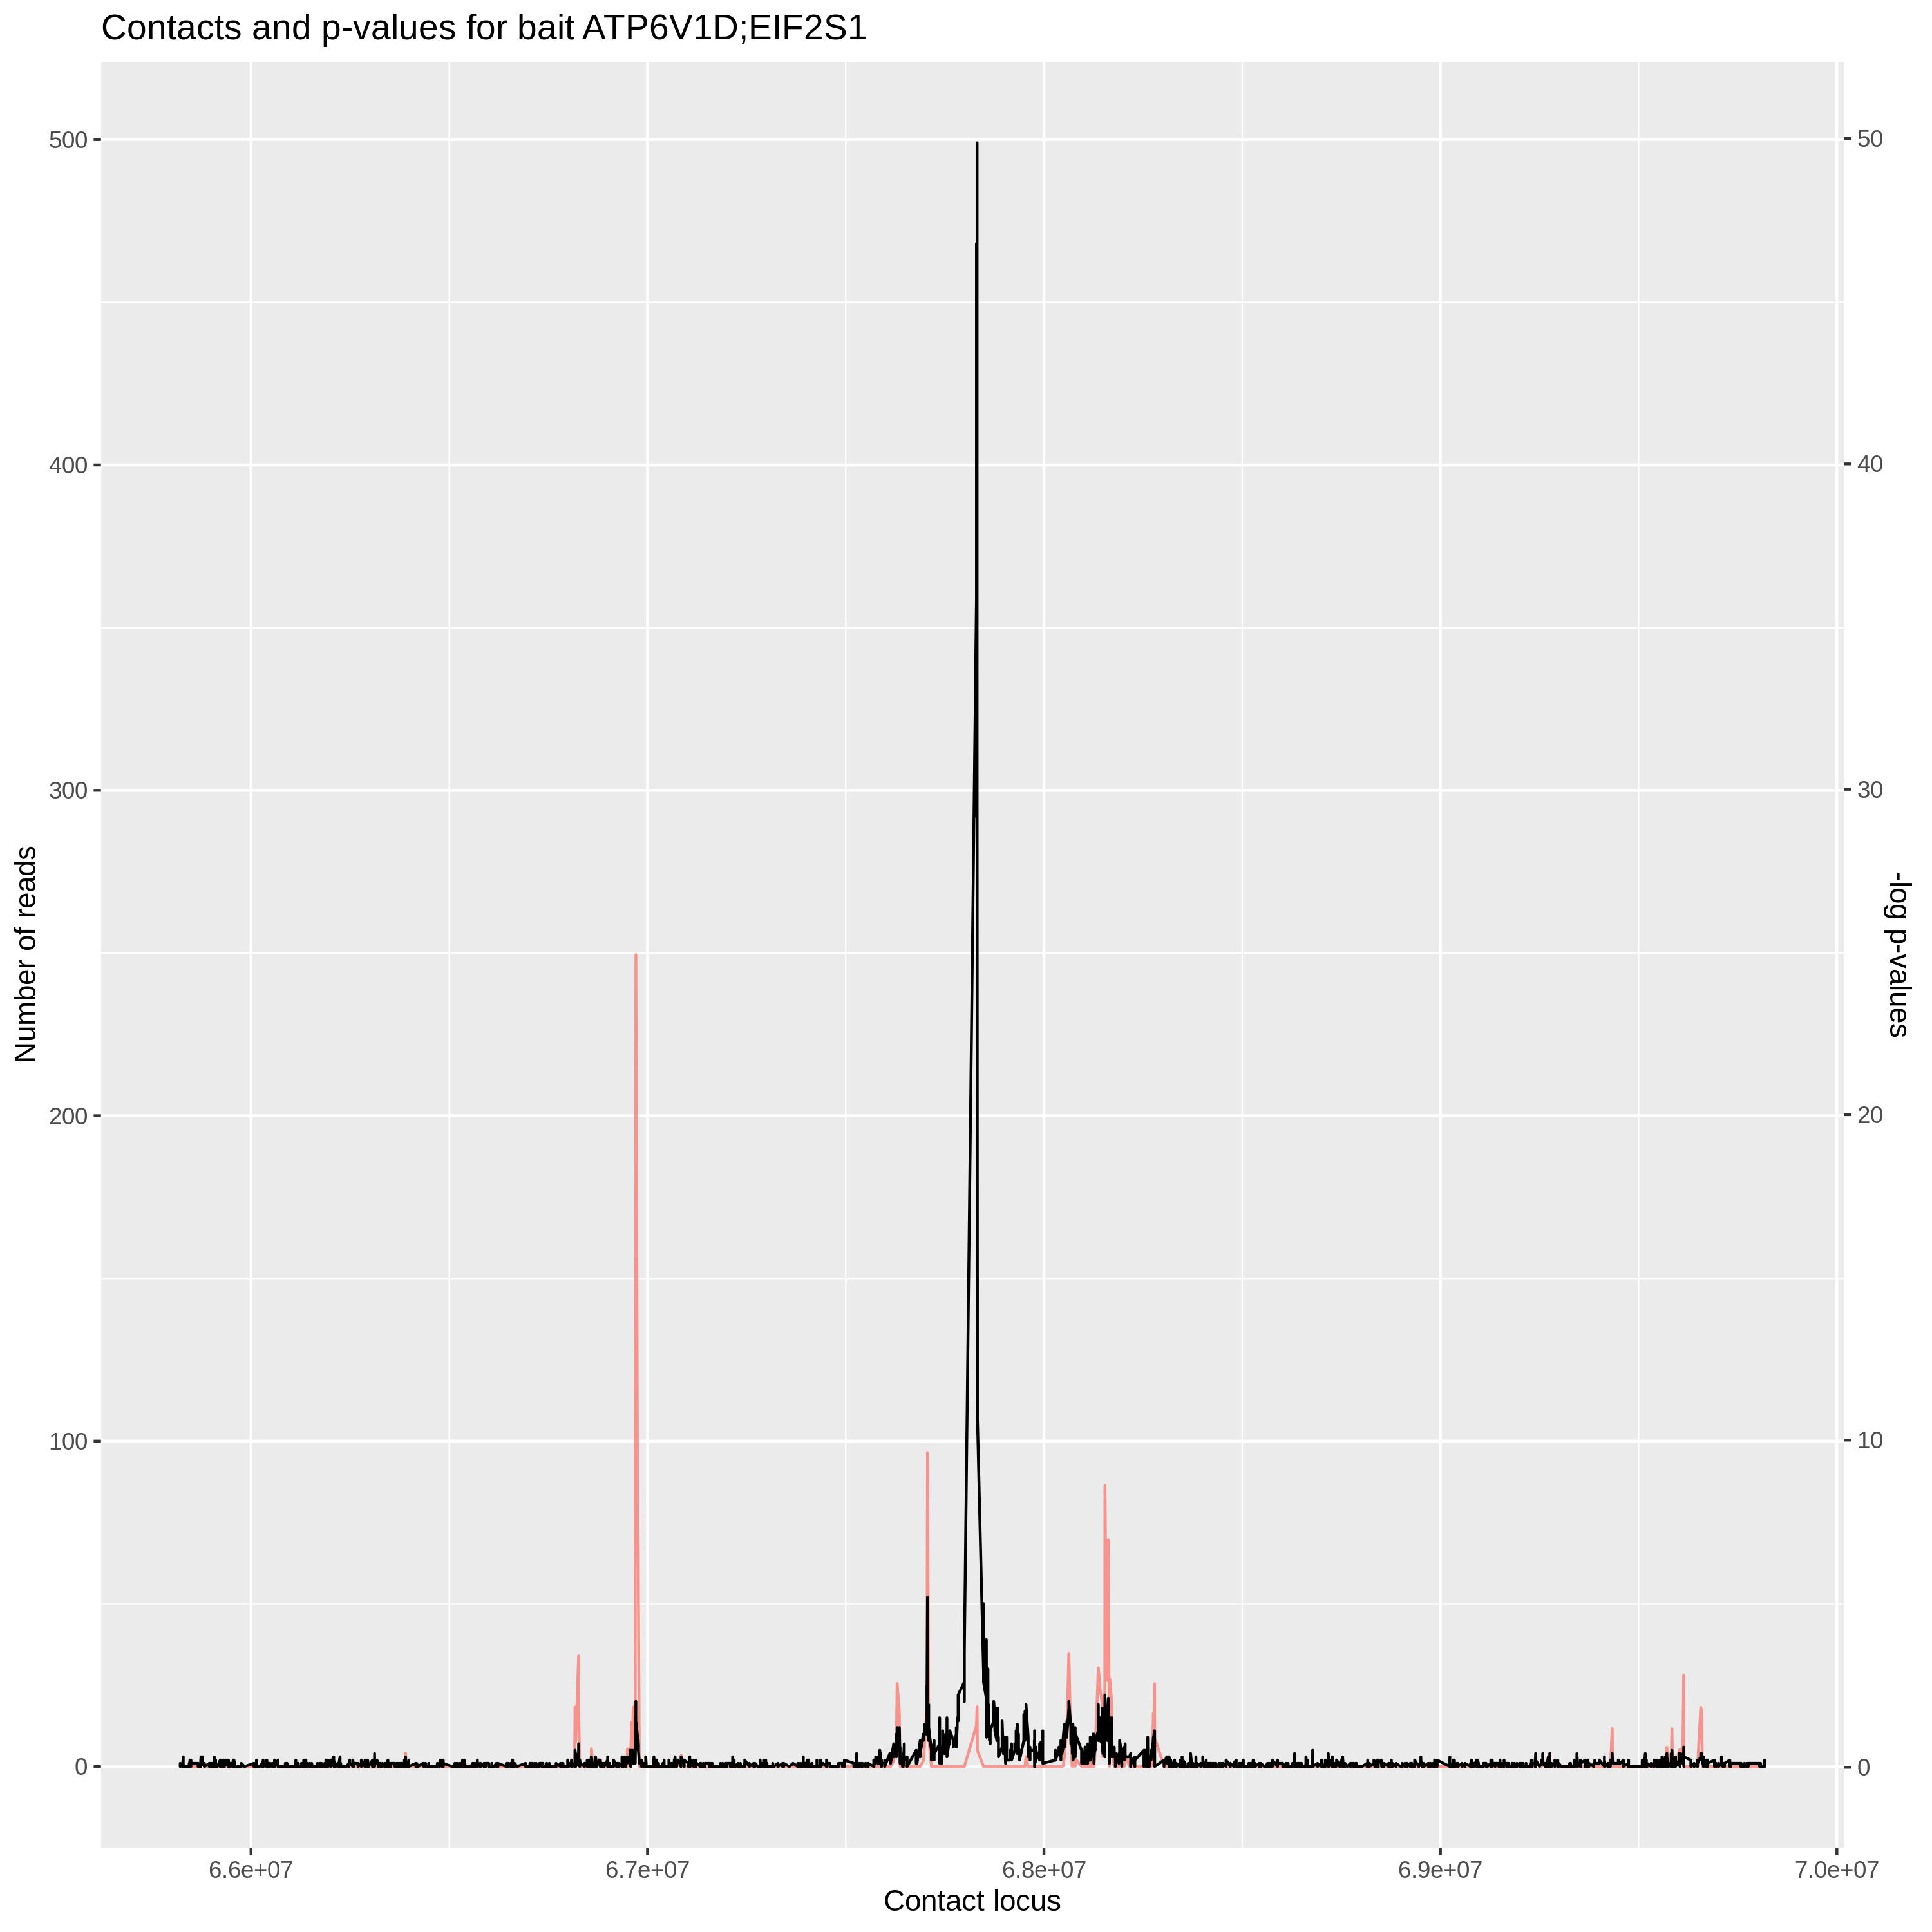 Contacts and p-values for bait ATP6V1D;EIF2S1
500
400
300
200
100
0
Number of reads
50
40
30
20
10
0
-log p-values
6.6e+07
6.7e+07
6.8e+07
6.9e+07
7.0e+07
Contact locus